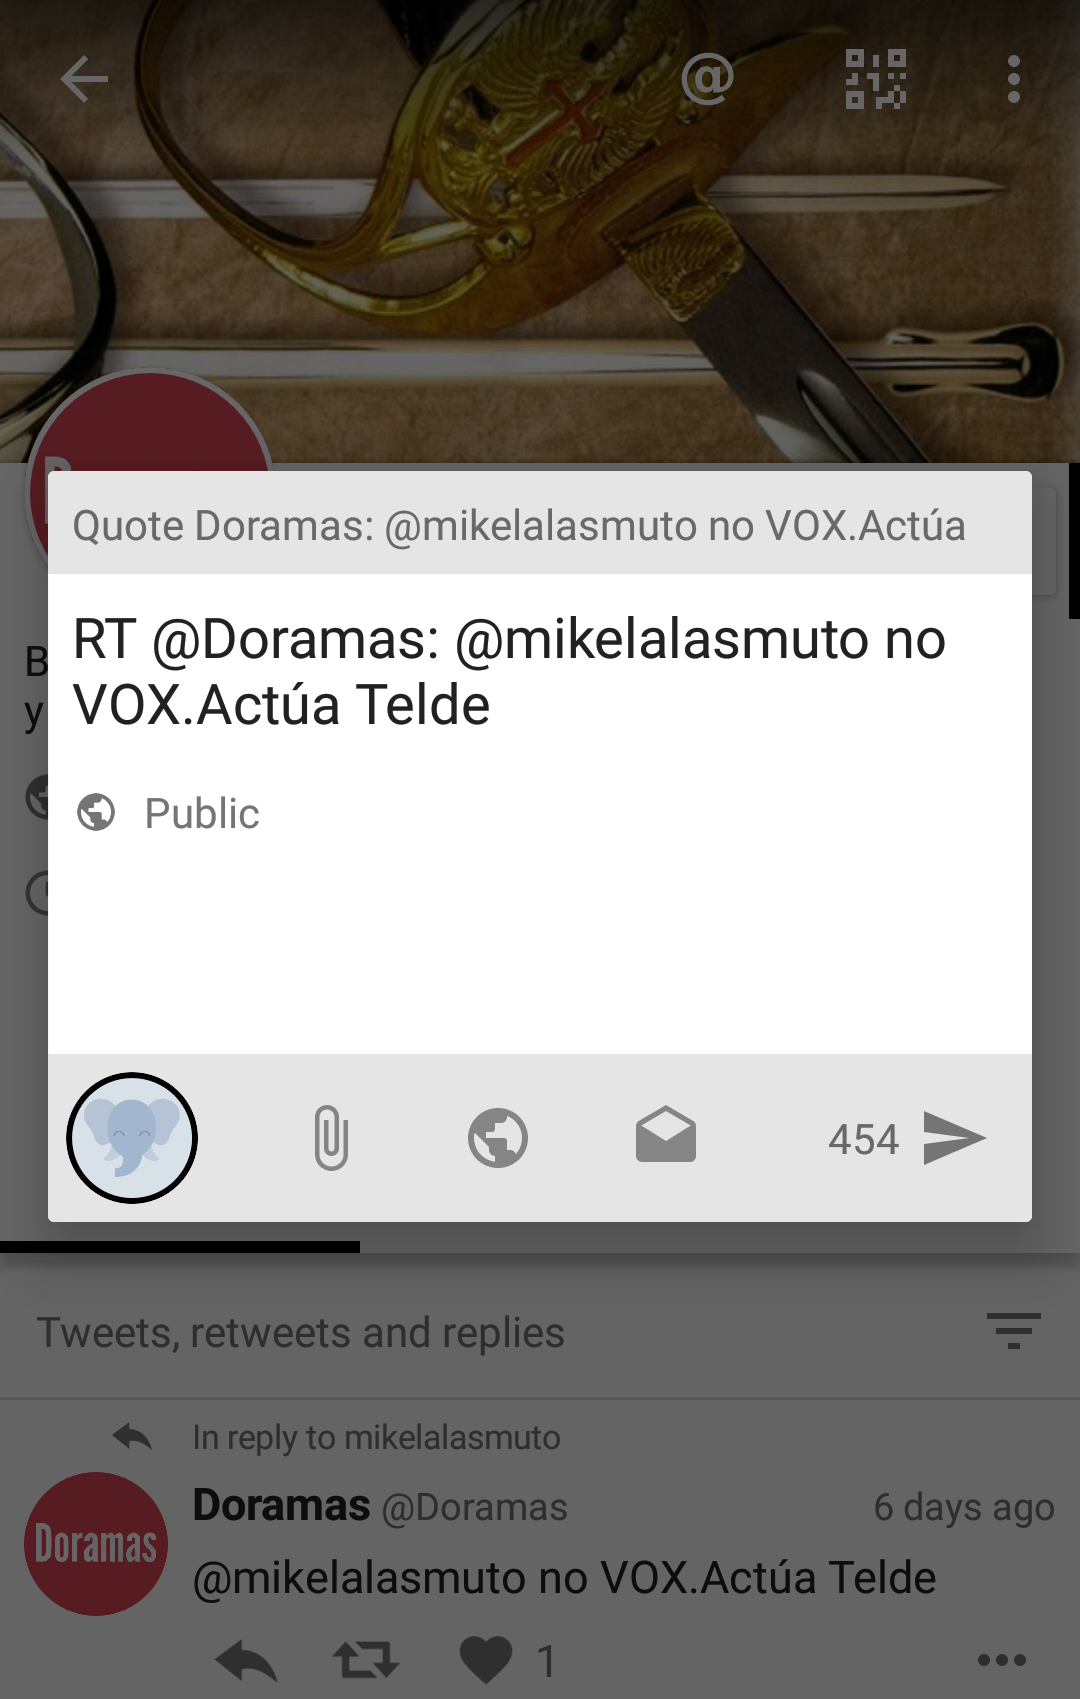 @
Quote Doramas: @mikelalasmuto no VOX.Actúa
RT @Doramas: @mikelalasmuto no
VOX.Actúa Telde
B
y
Public
454
Tweets, retweets and replies
In reply to mikelalasmuto
Doramas @Doramas 6 days ago
Doramas
@mikelalasmuto no VOX.Actúa Telde
1